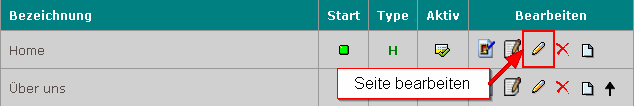 Bezeichnung Start Type Aktiv Bearbeiten
Home H
Seite bearbeiten
Über uns